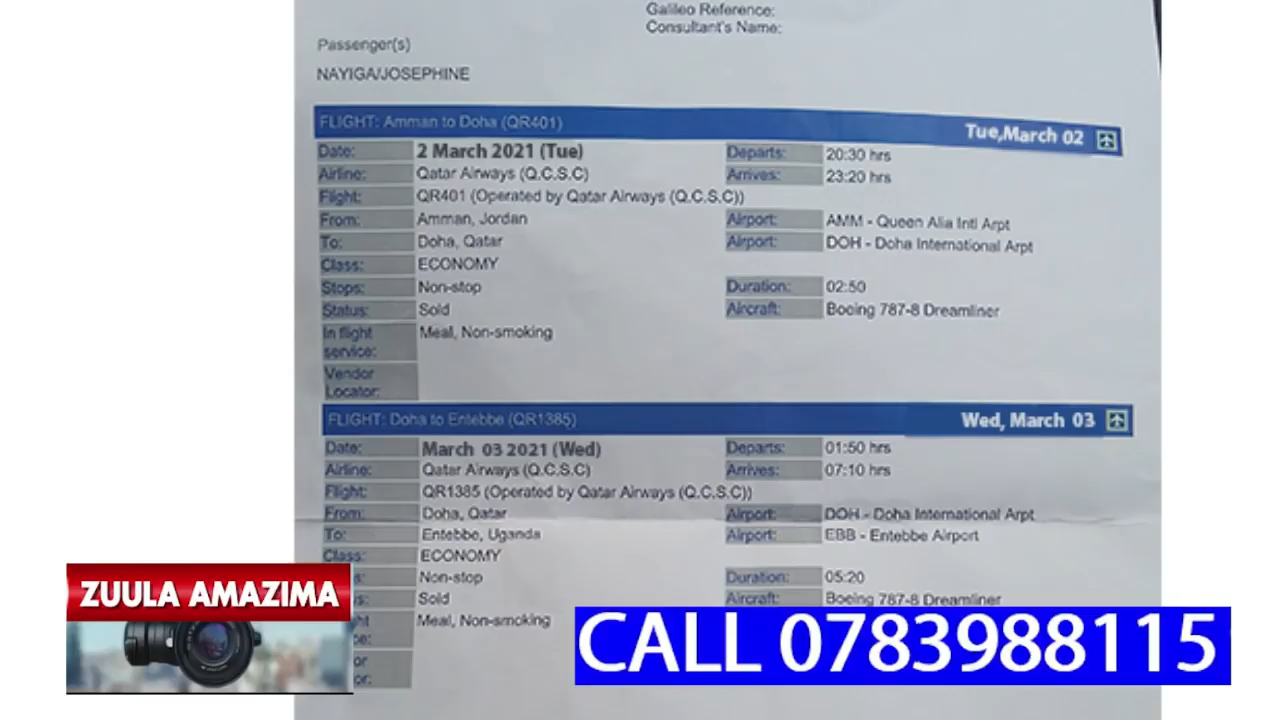 Galileo Reference:
Consultant's Name:
Passenger(s)
NAYIGA/JOSEPHINE
FLIGHT: Amman to Doha (QR401) Tue,March 02
Date: 2 March 2021 (Tue) Departs: 20:30 hrs
Airline: Qatar Airways (Q.C.S.C) Arrives: 23:20 hrs
Flight: QR401 (Operated by Qatar Airways (Q.C.S.C))
From: Amman, Jordan Airport: AMM - Queen Alia Intl Arpt
To: Doha, Qatar Airport: DOH - Doha International Arpt
Class: ECONOMY
Stops: Non-stop Duration: 02:50
Status: Sold Aircraft: Boeing 787-8 Dreamliner
In flight Meal, Non-smoking
service:
Vendor
Locator:
FLIGHT: Doha to Entebbe (QR1385) Wed, March 03
Date: March 03 2021 (Wed) Departs: 01:50 hrs
Airline: Qatar Airways (Q.C.S.C) Arrives: 07:10 hrs
Flight: QR1385 (Operated by Qatar Airways (Q.C.S.C))
From: Doha, Qatar Airport: DOH - Doha International Arpt
To: Entebbe, Uganda Airport: EBB - Entebbe Airport
Class: ECONOMY
s: Non-stop Duration: 05:20
s: Sold Aircraft: Boeing 787-8 Dreamliner
ht Meal, Non-smoking
ce:
or
or:
ZUULA AMAZIMA
CALL 0783988115